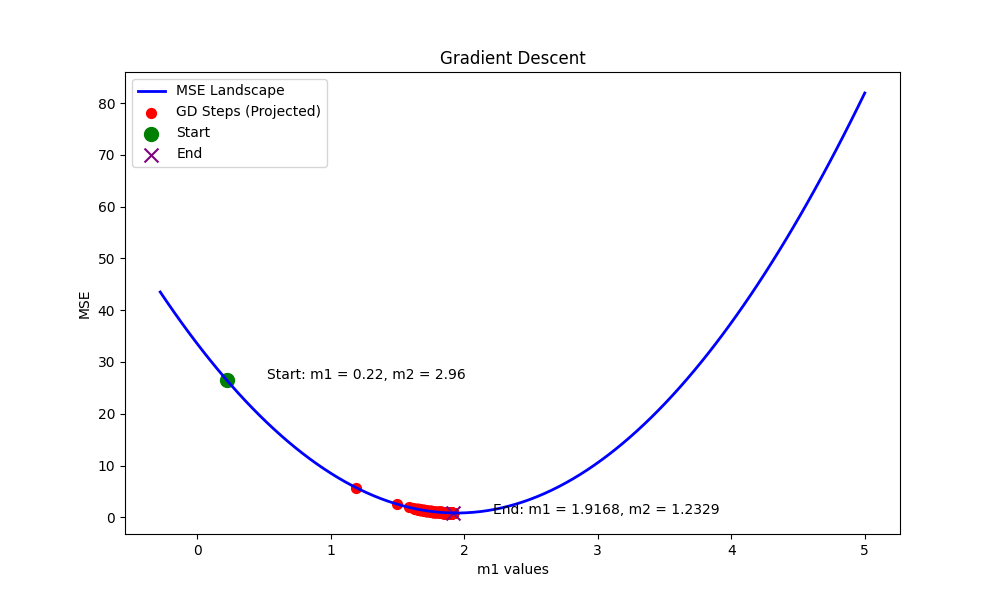 Gradient Descent
MSE Landscape
GD Steps (Projected)
Start
End
80
70
60
50
40
30
20
10
0
MSE
Start: m1 = 0.22, m2 = 2.96
End: m1 = 1.9168, m2 = 1.2329
0 1 2 3 4 5
m1 values